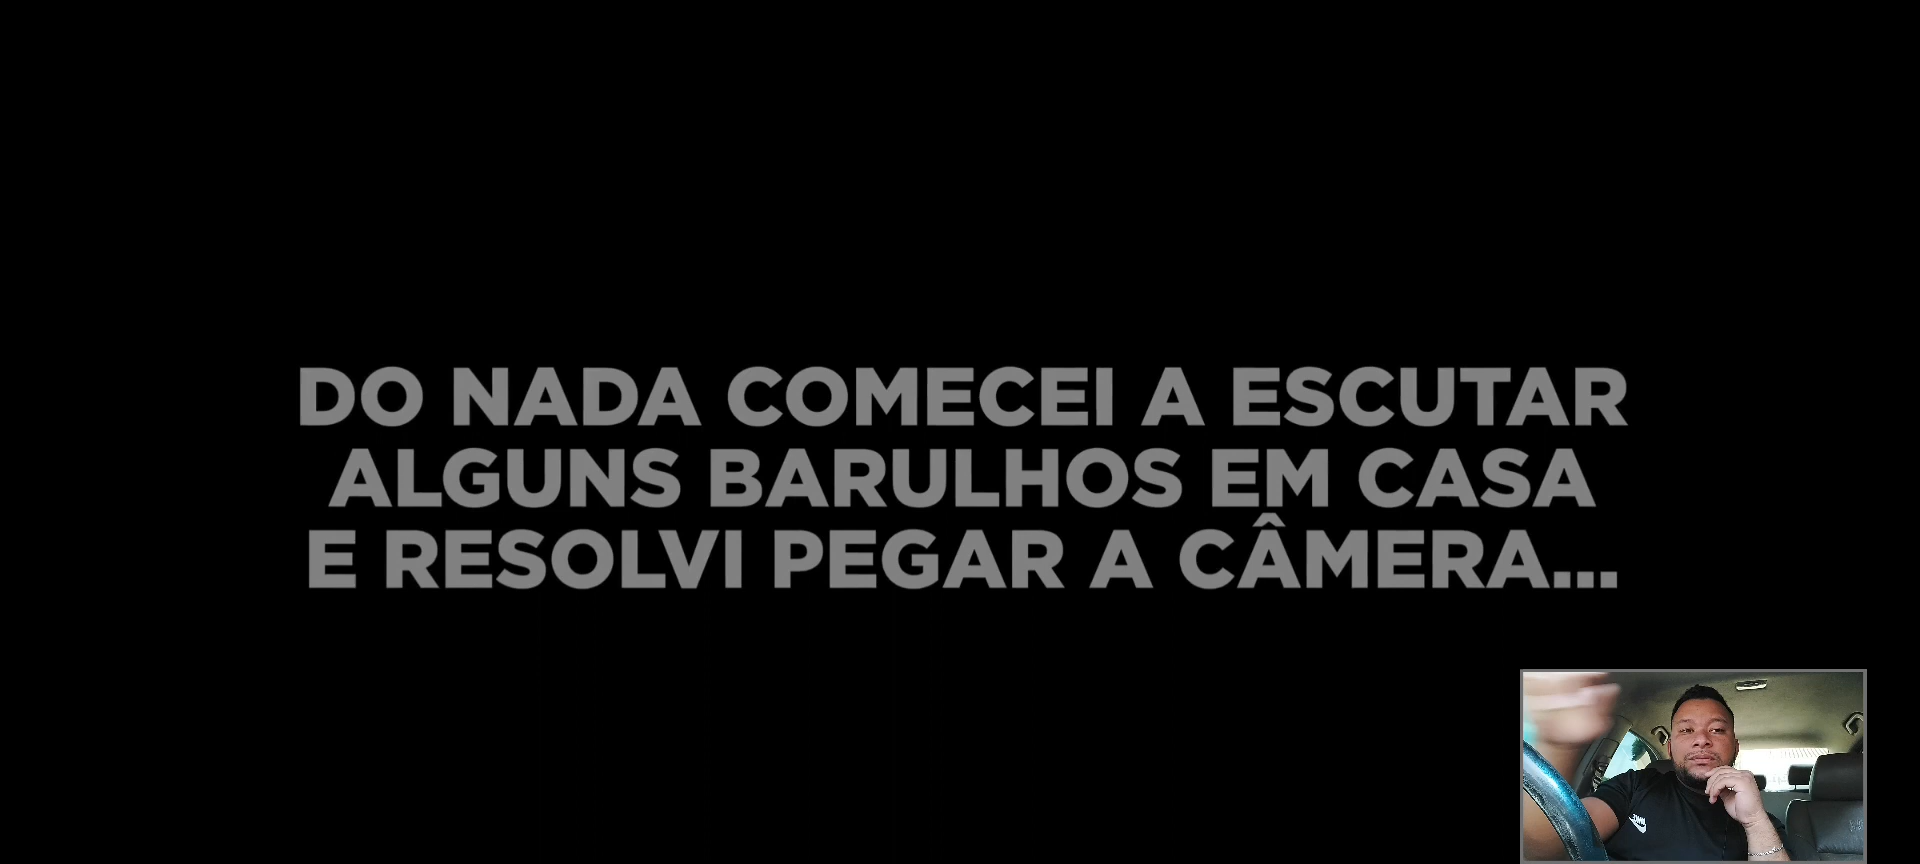 DO NADA COMECEI A ESCUTAR
ALGUNS BARULHOS EM CASA
E RESOLVI PEGAR A CÂMERA...